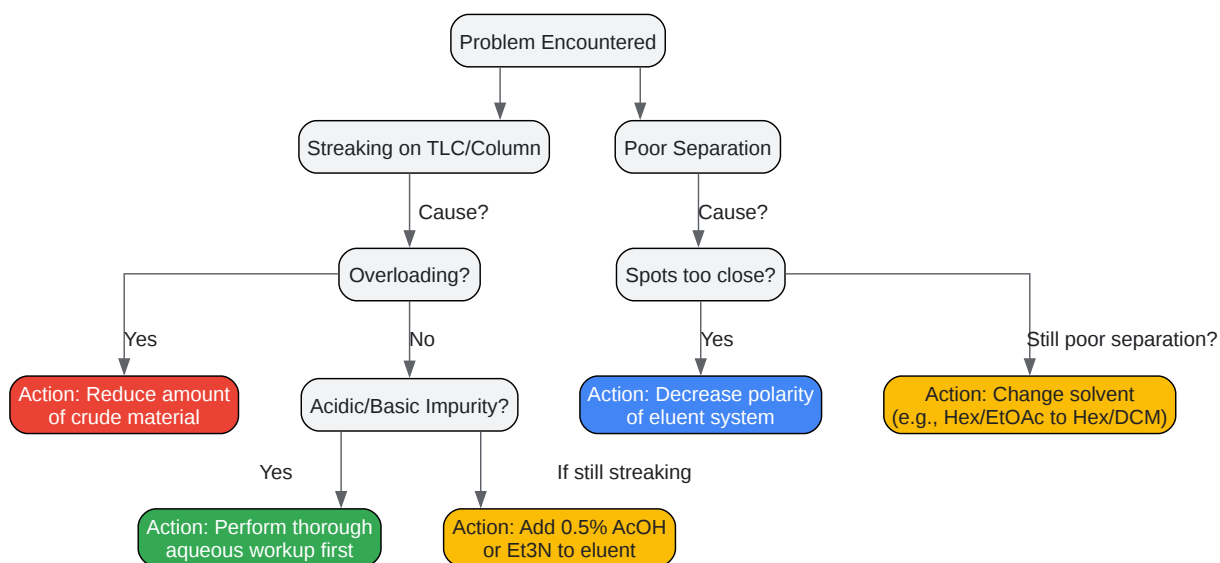 Problem Encountered
Streaking on TLC/Column
Poor Separation
Cause?
Cause?
Overloading?
Spots too close?
Yes
No
Yes
Still poor separation?
Action: Reduce amount
of crude material
Acidic/Basic Impurity?
Action: Decrease polarity
of eluent system
Action: Change solvent
(e.g., Hex/EtOAc to Hex/DCM)
Yes
If still streaking
Action: Perform thorough
aqueous workup first
Action: Add 0.5% AcOH
or Et3N to eluent